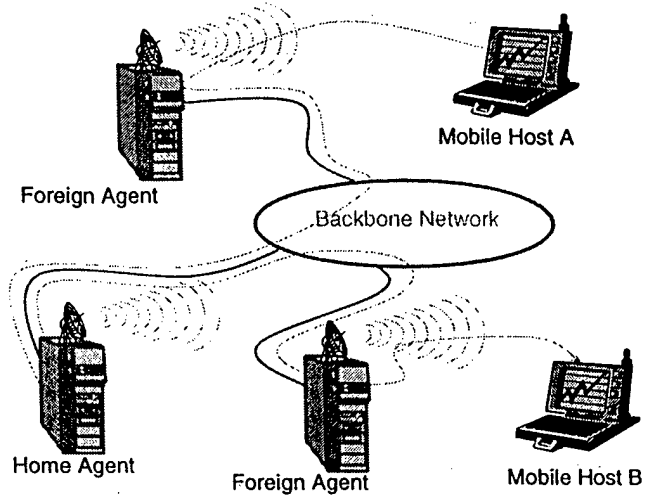 Mobile Host A
Foreign Agent
Backbone Network
Home Agent
Foreign Agent
Mobile Host B